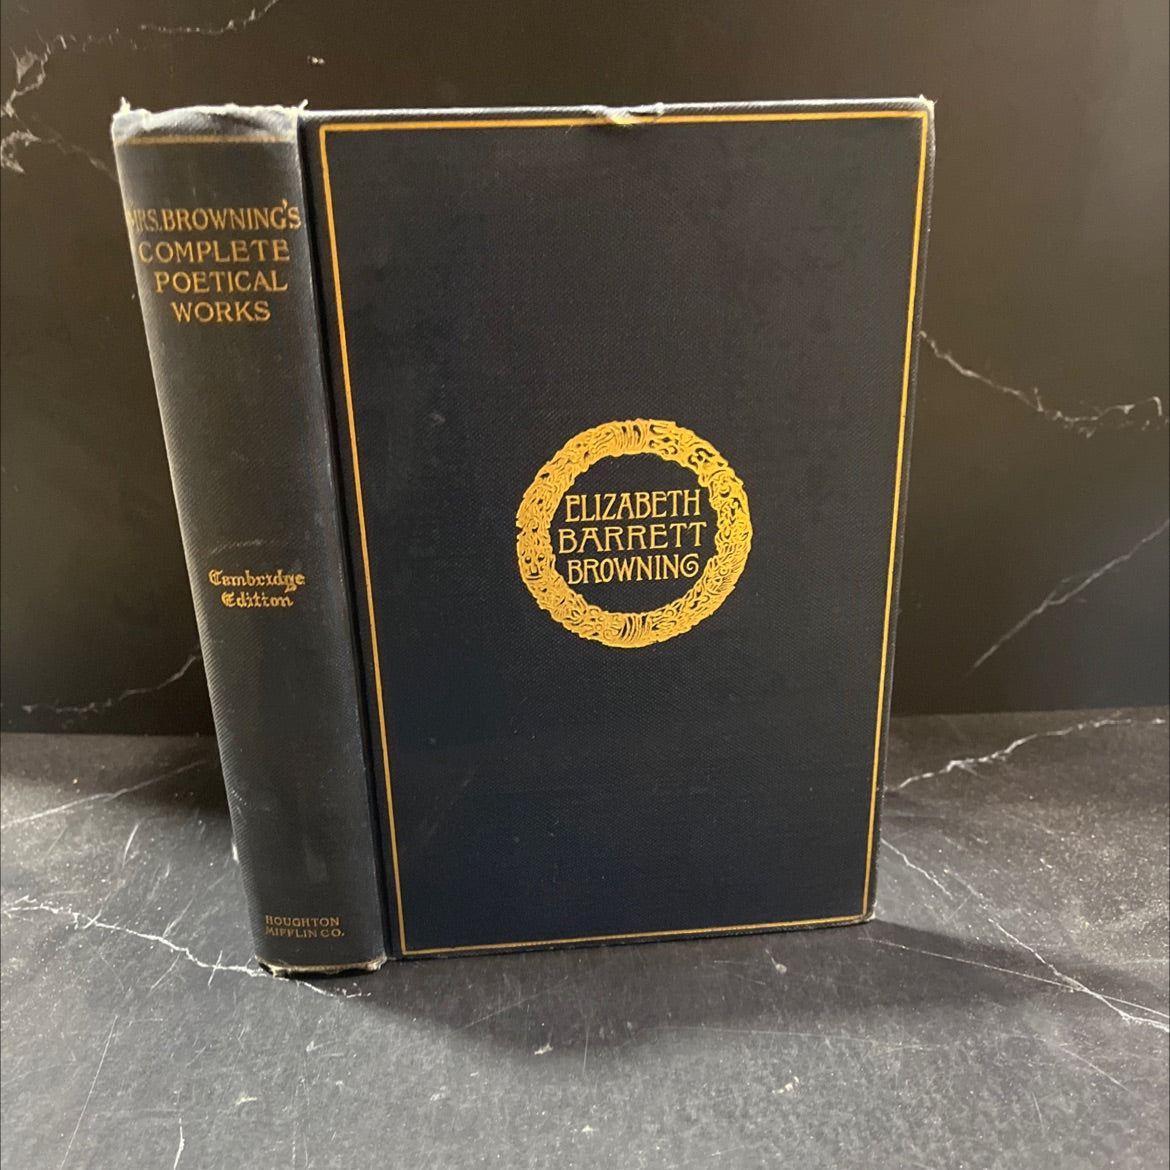 MRS. BROWNING'S
COMPLETE
POETICAL
WORKS
Cambridge
Edition
HOUGHTON
MIFFLIN CO.
ELIZABETH
BARRETT
BROWNING